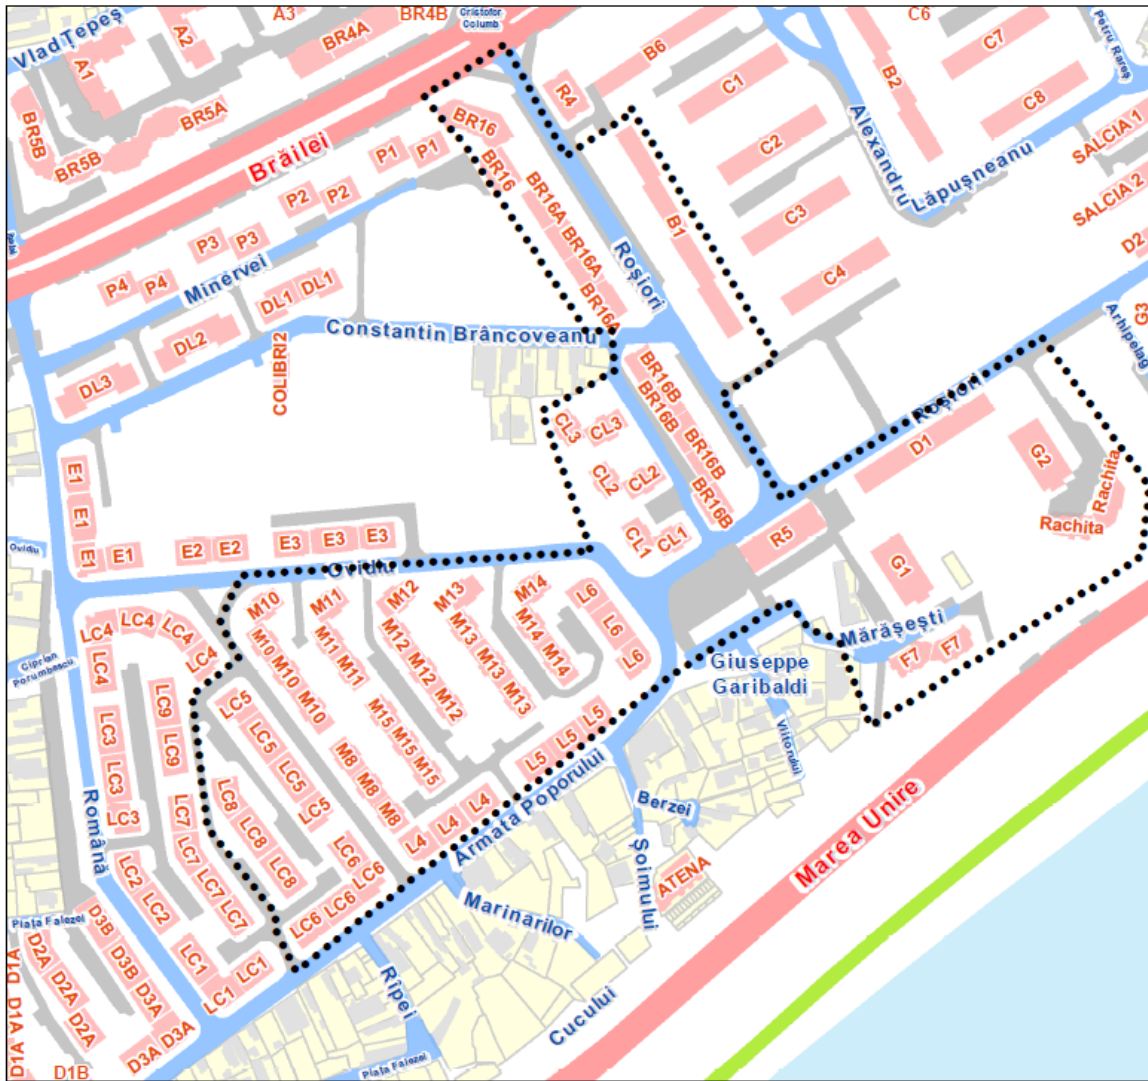 Vlad Țepeș
A3
BR4B
Cristofor
Columb
C6
Petru Rareș
A2
BR4A
B6
C7
A1
B2
C1
R4
C8
BR5A
BR16
SALCIA 1
BR5B
Alexandru
C2
Brăilei
P1
P1
BR5B
BR16
Lăpușneanu
P2
P2
BR16A
SALCIA 2
C3
B1
P3
P3
BR16A
D2
Roșiori
Minervei
P4
P4
DL1
DL1
C4
BR16A
G3
Arhipelag
Constantin Brâncoveanu
DL2
COLIBRI2
DL3
BR16B
BR16B
Roșiori
CL3
CL3
D1
G2
BR16B
E1
CL2
CL2
BR16B
Rachita
E1
Rachita
CL1
CL1
R5
Ovidiu
E1
E1
E2
E2
E3
E3
E3
Ovidiu
G1
M10
M11
M12
M13
M14
L6
LC4
LC4
LC4
LC4
LC4
M10
M10
M10
M11
M11
M12
M12
M12
M13
M13
M13
M14
M14
L6
L6
Mărășești
F7
F7
Ciprian
Porumbescu
Giuseppe
Garibaldi
LC9
LC9
LC5
LC5
LC5
LC5
M15
M15
M15
L5
L5
L5
Viitorului
LC3
LC3
LC3
M8
M8
M8
LC8
LC8
LC8
L4
L4
L4
Armata Poporului
Berzei
Șoimului
ATENA
Marea Unire
Română
LC7
LC7
LC7
LC7
LC6
LC6
LC6
LC2
LC2
Marinarilor
Piața Falezei
D3B
D3B
D3A
D3A
D3A
LC1
LC1
LC1
D2A
D2A
D2A
D1A
D1A
D1A
D1B
Rîpei
Cucului
Piața Falezei